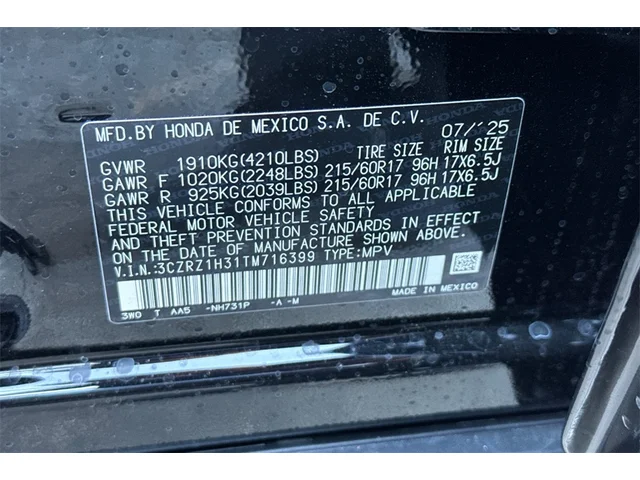 MFD.BY HONDA DE MEXICO S.A. DE C.V. 07/'25
GVWR 1910KG(4210LBS) TIRE SIZE RIM SIZE
GAWR F 1020KG(2248LBS) 215/60R17 96H 17X6.5J
GAWR R 925KG(2039LBS) 215/60R17 96H 17X6.5J
THIS VEHICLE CONFORMS TO ALL APPLICABLE
FEDERAL MOTOR VEHICLE SAFETY
AND THEFT PREVENTION STANDARDS IN EFFECT
ON THE DATE OF MANUFACTURE SHOWN ABOVE.
V.I.N.:3CZRZ1H31TM716399 TYPE:MPV
MADE IN MEXICO
3W0 T AA5 -NH731P -A -M